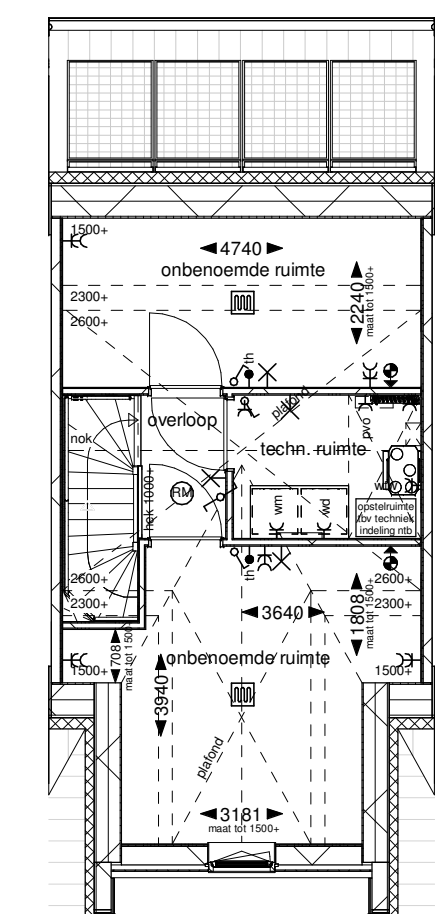 1500+
4740
onbenoemde ruimte
2240
maat tot 1500+
2300+
2600+
th
plafond
overloop
nok
techn. ruimte
pvo
hek 1000+
RM
wm
wd
wtw
opstelruimte
tbv techniek
indeling ntb
th
2600+
2300+
2600+
2300+
3640
1808
maat tot 1500+
708
maat tot 1500+
onbenoemde ruimte
1500+
1500+
3940
plafond
3181
maat tot 1500+